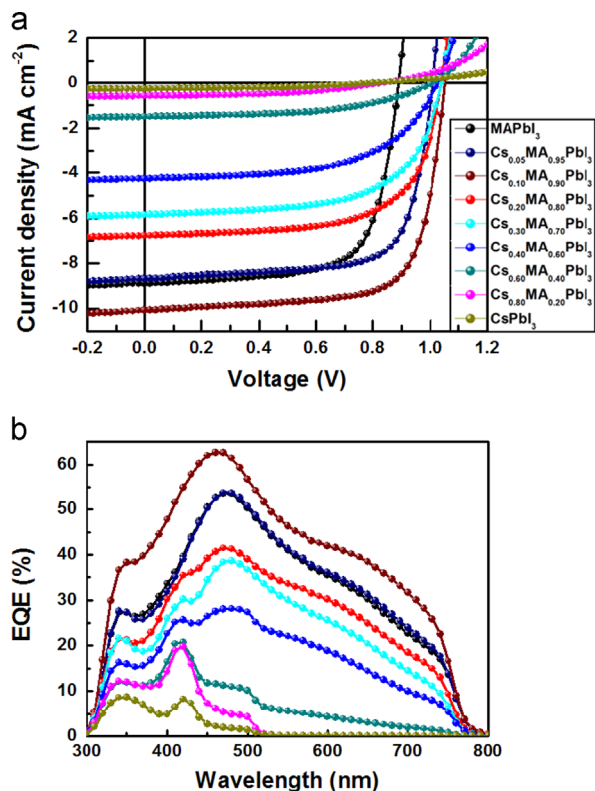 a
Current density (mA cm⁻²)
2
0
-2
-4
-6
-8
-10
-0.2 0.0 0.2 0.4 0.6 0.8 1.0 1.2
Voltage (V)
MAPbI₃
Cs₀.₀₅MA₀.₉₅PbI₃
Cs₀.₁₀MA₀.₉₀PbI₃
Cs₀.₂₀MA₀.₈₀PbI₃
Cs₀.₃₀MA₀.₇₀PbI₃
Cs₀.₄₀MA₀.₆₀PbI₃
Cs₀.₆₀MA₀.₄₀PbI₃
Cs₀.₈₀MA₀.₂₀PbI₃
CsPbI₃
b
EQE (%)
60
50
40
30
20
10
0
300 400 500 600 700 800
Wavelength (nm)